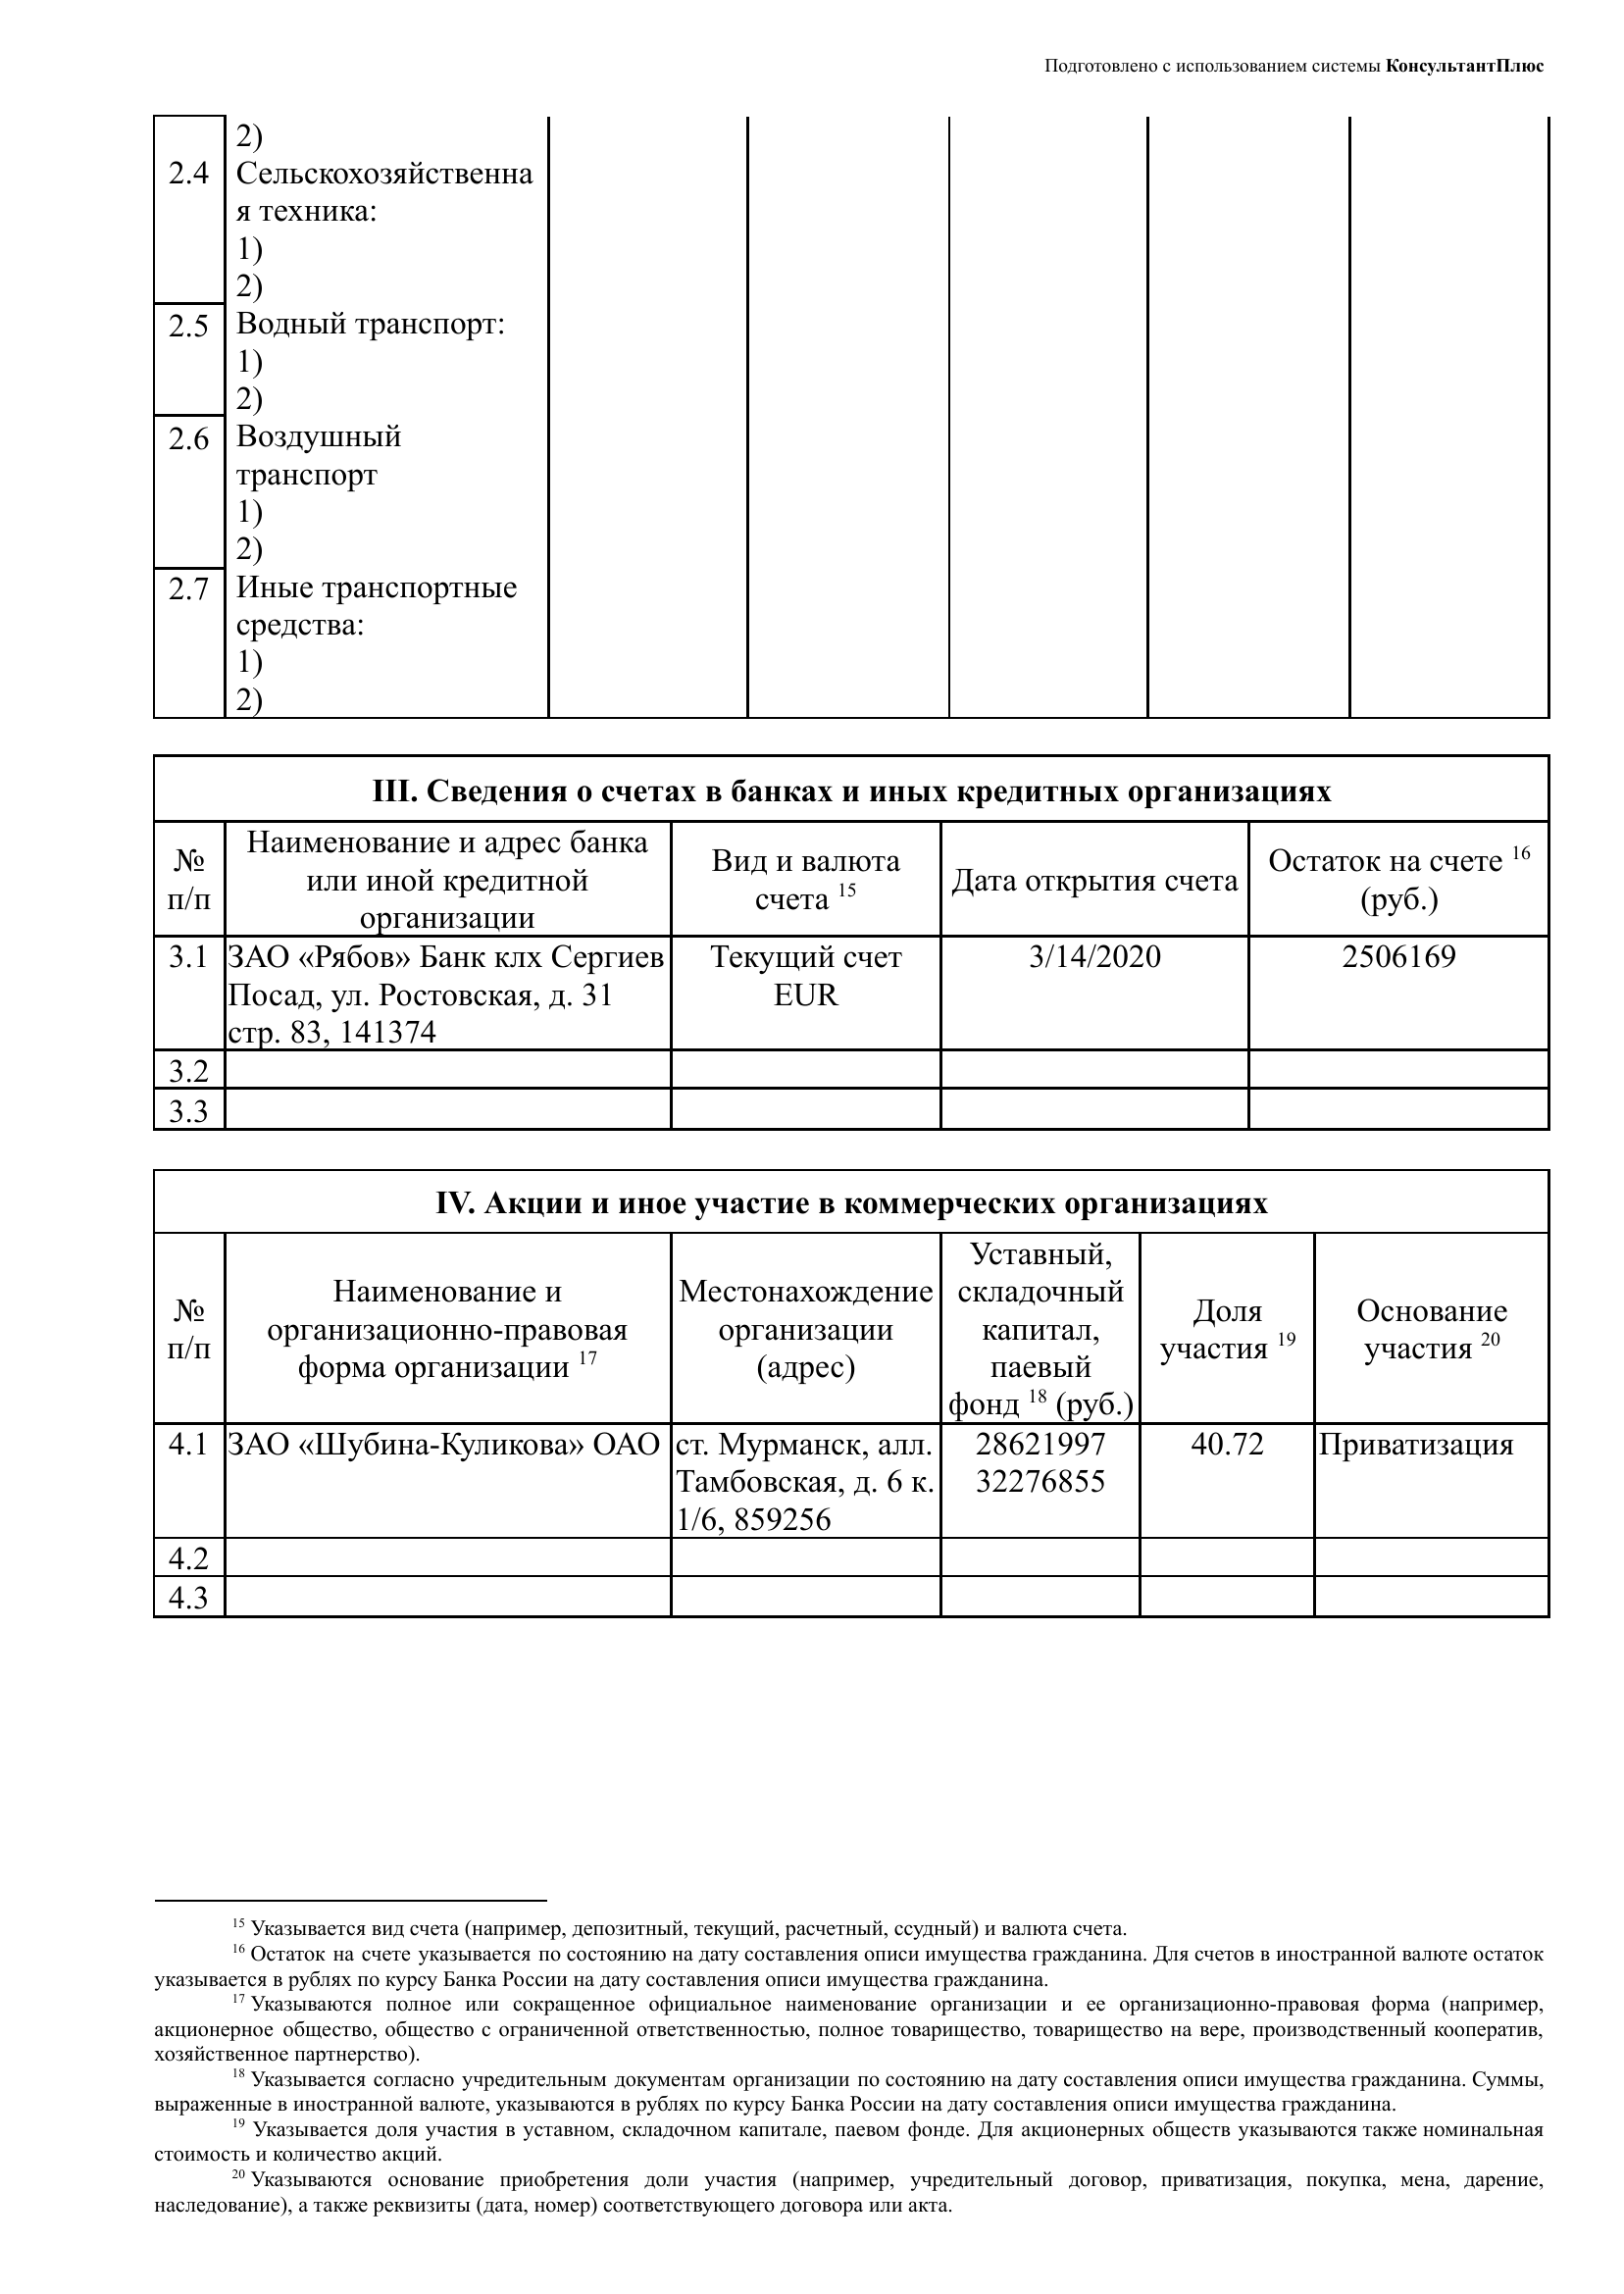 Подготовлено с использованием системы КонсультантПлюс
2)
2.4 Сельскохозяйственна
я техника:
1)
2)
2.5 Водный транспорт:
1)
2)
2.6 Воздушный
транспорт
1)
2)
2.7 Иные транспортные
средства:
1)
2)
III. Сведения о счетах в банках и иных кредитных организациях
№
п/п
Наименование и адрес банка
или иной кредитной
организации
Вид и валюта
счета 15
Дата открытия счета
Остаток на счете 16
(руб.)
3.1 ЗАО «Рябов» Банк клх Сергиев
Посад, ул. Ростовская, д. 31
стр. 83, 141374
Текущий счет
EUR
3/14/2020
2506169
3.2
3.3
IV. Акции и иное участие в коммерческих организациях
№
п/п
Наименование и
организационно-правовая
форма организации 17
Местонахождение
организации
(адрес)
Уставный,
складочный
капитал,
паевый
фонд 18 (руб.)
Доля
участия 19
Основание
участия 20
4.1 ЗАО «Шубина-Куликова» ОАО
ст. Мурманск, алл.
Тамбовская, д. 6 к.
1/6, 859256
28621997
32276855
40.72
Приватизация
4.2
4.3
15 Указывается вид счета (например, депозитный, текущий, расчетный, ссудный) и валюта счета.
16 Остаток на счете указывается по состоянию на дату составления описи имущества гражданина. Для счетов в иностранной валюте остаток
указывается в рублях по курсу Банка России на дату составления описи имущества гражданина.
17 Указываются полное или сокращенное официальное наименование организации и ее организационно-правовая форма (например,
акционерное общество, общество с ограниченной ответственностью, полное товарищество, товарищество на вере, производственный кооператив,
хозяйственное партнерство).
18 Указывается согласно учредительным документам организации по состоянию на дату составления описи имущества гражданина. Суммы,
выраженные в иностранной валюте, указываются в рублях по курсу Банка России на дату составления описи имущества гражданина.
19 Указывается доля участия в уставном, складочном капитале, паевом фонде. Для акционерных обществ указываются также номинальная
стоимость и количество акций.
20 Указываются основание приобретения доли участия (например, учредительный договор, приватизация, покупка, мена, дарение,
наследование), а также реквизиты (дата, номер) соответствующего договора или акта.